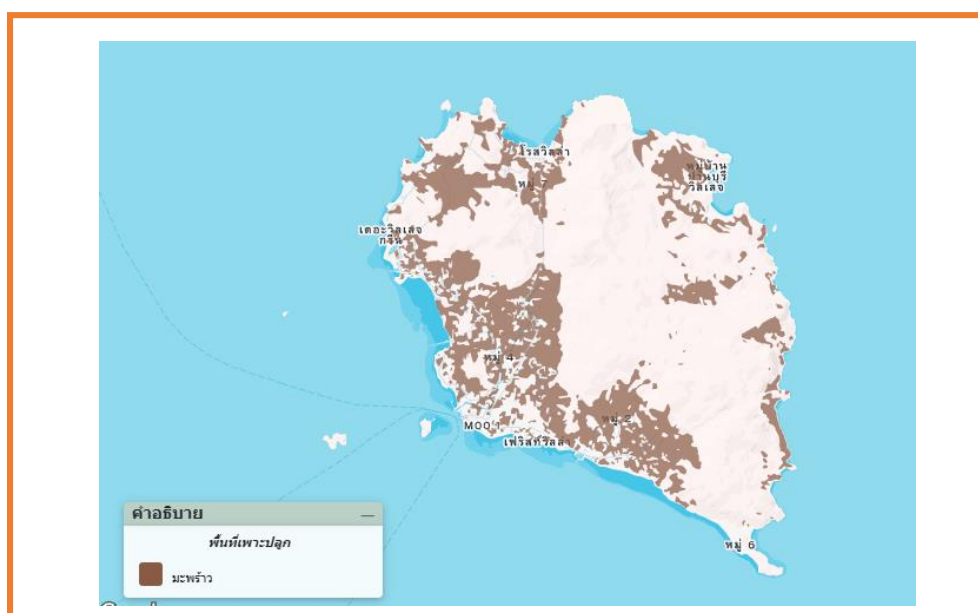 โรสวิลล่า
หมู่ 7
หมู่บ้าน
บ้านบุรี
วิลเลจ
เดอะวิลเลจ
กรีน
หมู่ 4
หมู่ 2
MOO 1
เฟริสท์วิลล่า
หมู่ 6
คำอธิบาย
พื้นที่เพาะปลูก
มะพร้าว